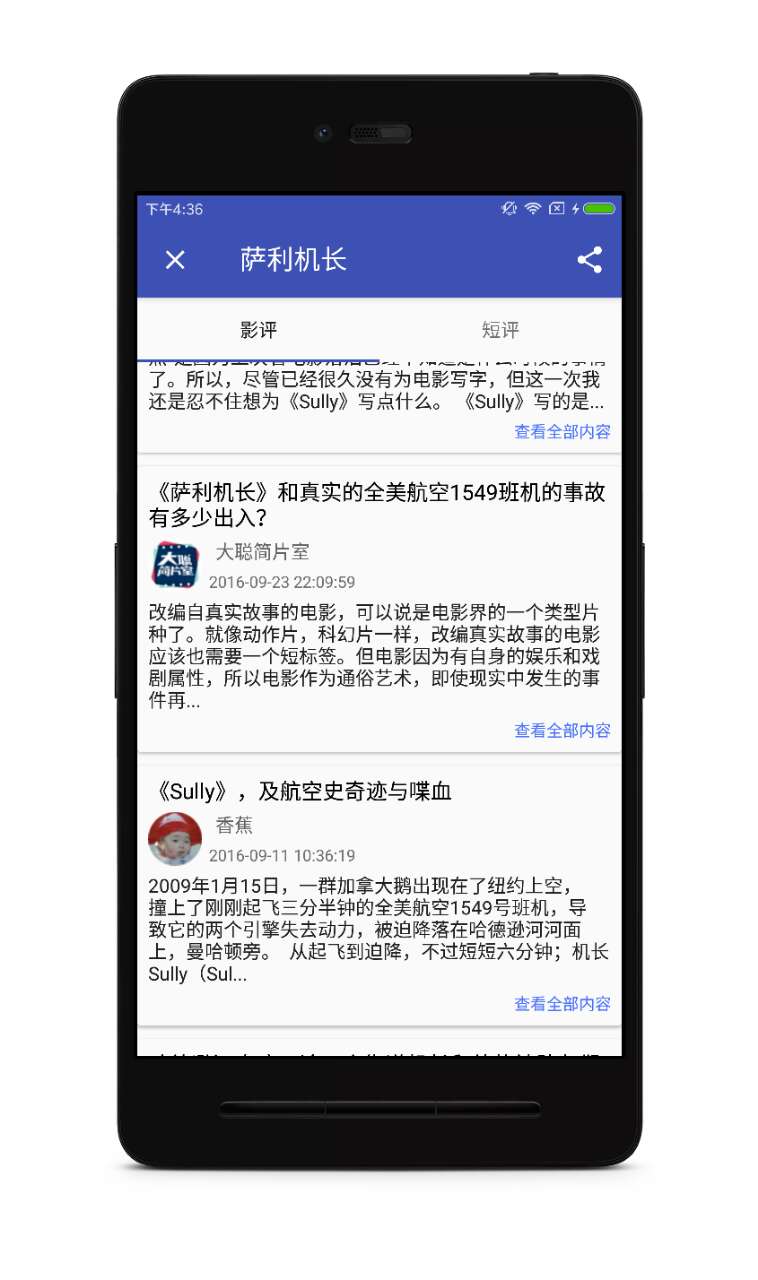 下午4:36
萨利机长
影评
短评
了。所以，尽管已经很久没有为电影写字，但这一次我
还是忍不住想为《Sully》写点什么。 《Sully》写的是...
查看全部内容
《萨利机长》和真实的全美航空1549班机的事故
有多少出入？
大聪
简片室
大聪简片室
2016-09-23 22:09:59
改编自真实故事的电影，可以说是电影界的一个类型片
种了。就像动作片，科幻片一样，改编真实故事的电影
应该也需要一个短标签。但电影因为有自身的娱乐和戏
剧属性，所以电影作为通俗艺术，即使现实中发生的事
件再...
查看全部内容
《Sully》，及航空史奇迹与喋血
香蕉
2016-09-11 10:36:19
2009年1月15日，一群加拿大鹅出现在了纽约上空，
撞上了刚刚起飞三分半钟的全美航空1549号班机，导
致它的两个引擎失去动力，被迫降落在哈德逊河河面
上，曼哈顿旁。 从起飞到迫降，不过短短六分钟；机长
Sully（Sul...
查看全部内容